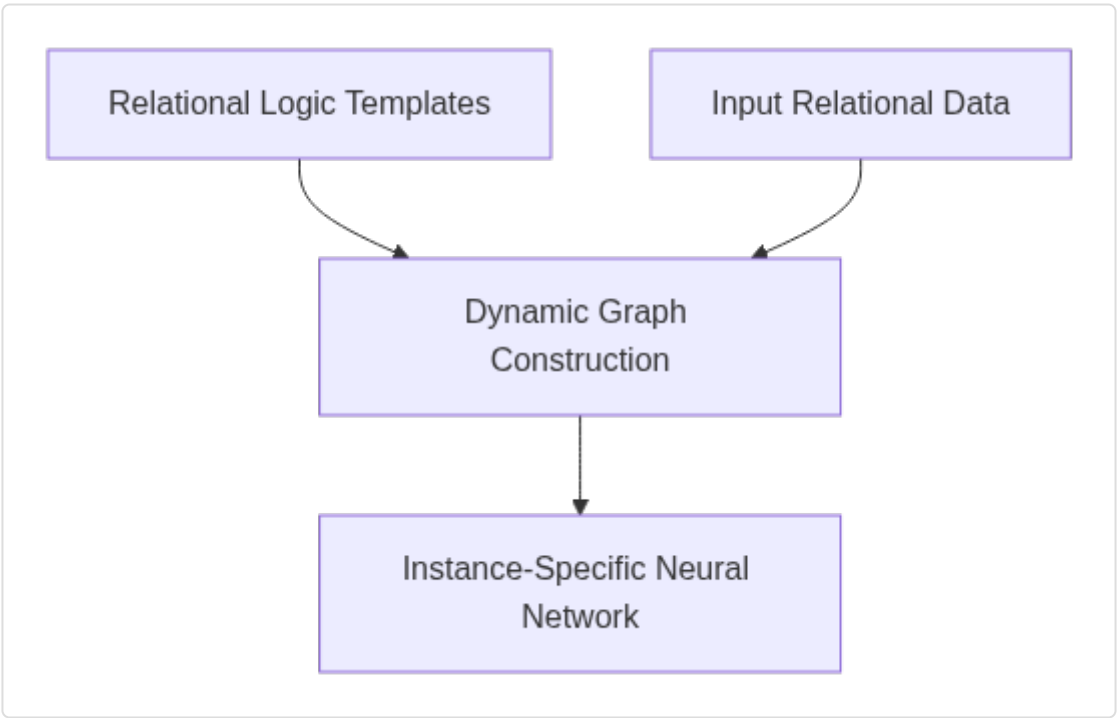 Relational Logic Templates
Input Relational Data
Dynamic Graph
Construction
Instance-Specific Neural
Network